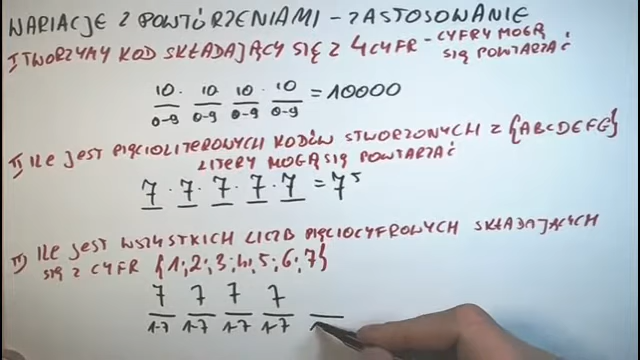 WARIACJE Z POWTÓRZENIAMI - ZASTOSOWANIE
I TWORZYMY KOD SKŁADAJĄCY SIĘ Z 4 CYFR - CYFRY MOGĄ
SIĘ POWTARZAĆ
10 · 10 · 10 · 10 = 10000
0-9 0-9 0-9 0-9
II ILE JEST PIĘCIOLITEROWYCH KODÓW STWORZONYCH Z {ABCDEFG}
LITERY MOGĄ SIĘ POWTARZAĆ
7 · 7 · 7 · 7 · 7 = 7⁵
III ILE JEST WSZYSTKICH LICZB PIĘCIOCYFROWYCH SKŁADAJĄCYCH
SIĘ Z CYFR {1;2;3;4;5;6;7}
7 7 7 7
1-7 1-7 1-7 1-7